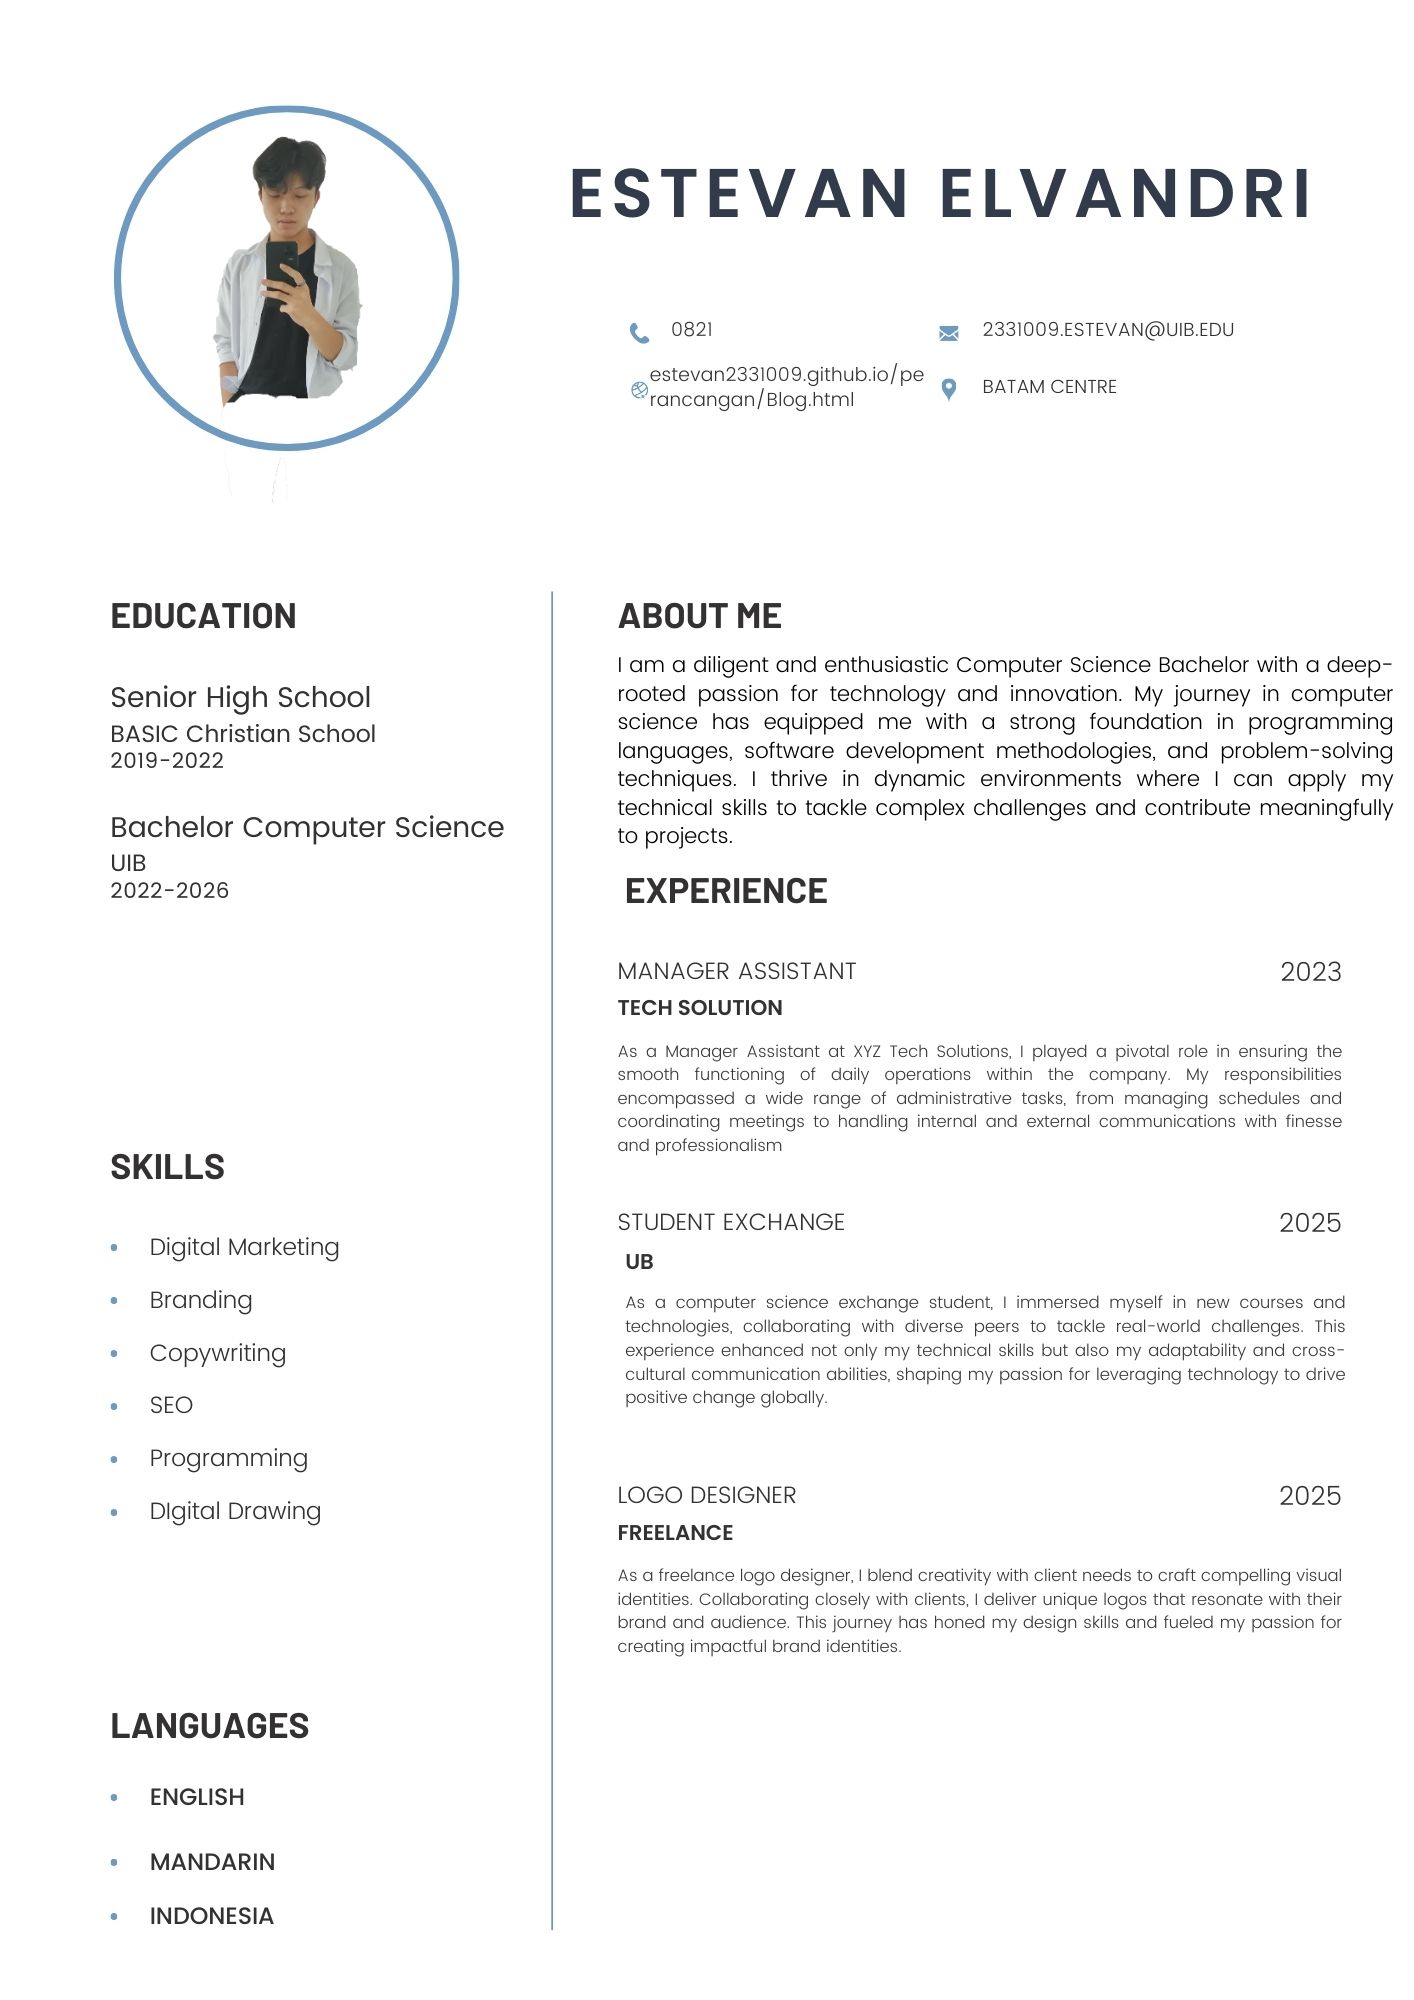 ESTEVAN ELVANDRI
0821
2331009.ESTEVAN@UIB.EDU
estevan2331009.github.io/pe
rancangan/Blog.html
BATAM CENTRE
EDUCATION
Senior High School
BASIC Christian School
2019-2022
Bachelor Computer Science
UIB
2022-2026
SKILLS
• Digital Marketing
• Branding
• Copywriting
• SEO
• Programming
• DIgital Drawing
LANGUAGES
• ENGLISH
• MANDARIN
• INDONESIA
ABOUT ME
I am a diligent and enthusiastic Computer Science Bachelor with a deep-
rooted passion for technology and innovation. My journey in computer
science has equipped me with a strong foundation in programming
languages, software development methodologies, and problem-solving
techniques. I thrive in dynamic environments where I can apply my
technical skills to tackle complex challenges and contribute meaningfully
to projects.
EXPERIENCE
MANAGER ASSISTANT 2023
TECH SOLUTION
As a Manager Assistant at XYZ Tech Solutions, I played a pivotal role in ensuring the
smooth functioning of daily operations within the company. My responsibilities
encompassed a wide range of administrative tasks, from managing schedules and
coordinating meetings to handling internal and external communications with finesse
and professionalism
STUDENT EXCHANGE 2025
UB
As a computer science exchange student, I immersed myself in new courses and
technologies, collaborating with diverse peers to tackle real-world challenges. This
experience enhanced not only my technical skills but also my adaptability and cross-
cultural communication abilities, shaping my passion for leveraging technology to drive
positive change globally.
LOGO DESIGNER 2025
FREELANCE
As a freelance logo designer, I blend creativity with client needs to craft compelling visual
identities. Collaborating closely with clients, I deliver unique logos that resonate with their
brand and audience. This journey has honed my design skills and fueled my passion for
creating impactful brand identities.